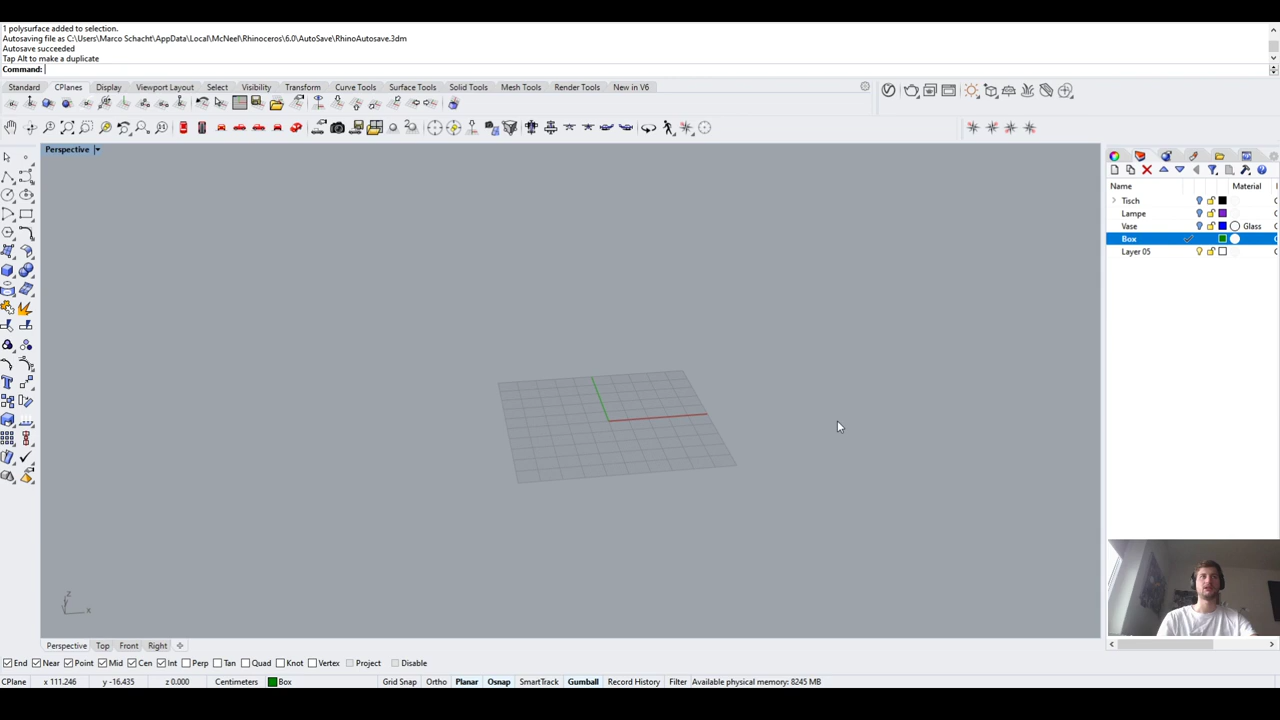 1 polysurface added to selection.
Autosaving file as C:\Users\Marco Schacht\AppData\Local\McNeel\Rhinoceros\6.0\AutoSave\RhinoAutosave.3dm
Autosave succeeded
Tap Alt to make a duplicate
Command:
Standard CPlanes Display Viewport Layout Select Visibility Transform Curve Tools Surface Tools Solid Tools Mesh Tools Render Tools New in V6
Perspective
Name Material
Tisch
Lampe
Vase Glass
Box
Layer 05
z
x
Perspective Top Front Right
End Near Point Mid Cen Int Perp Tan Quad Knot Vertex Project Disable
CPlane x 111.246 y -16.435 z 0.000 Centimeters Box Grid Snap Ortho Planar Osnap SmartTrack Gumball Record History Filter Available physical memory: 8245 MB